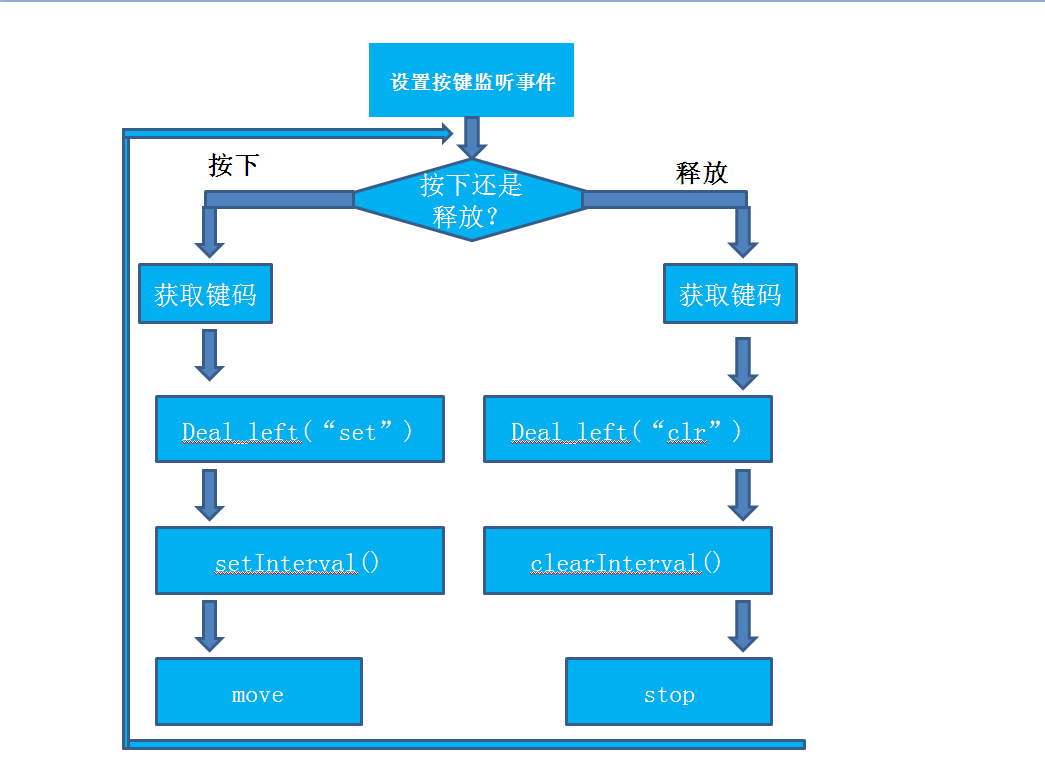 设置按键监听事件
按下
释放
按下还是
释放？
获取键码
获取键码
Deal_left(“set”)
Deal_left(“clr”)
setInterval()
clearInterval()
move
stop